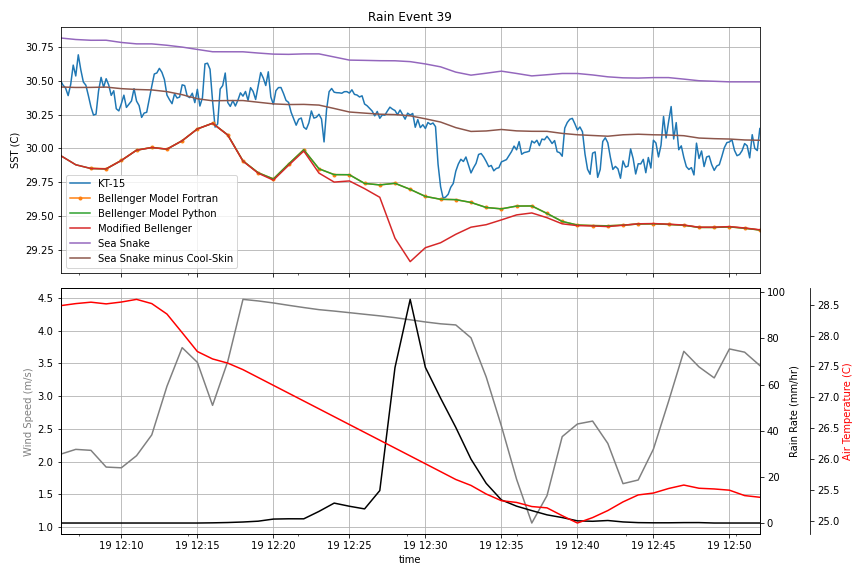 Rain Event 39
30.75
30.50
30.25
30.00
29.75
29.50
29.25
SST (C)
KT-15
Bellenger Model Fortran
Bellenger Model Python
Modified Bellenger
Sea Snake
Sea Snake minus Cool-Skin
4.5
4.0
3.5
3.0
2.5
2.0
1.5
1.0
Wind Speed (m/s)
100
80
60
40
20
0
Rain Rate (mm/hr)
28.5
28.0
27.5
27.0
26.5
26.0
25.5
25.0
Air Temperature (C)
19 12:10 19 12:15 19 12:20 19 12:25 19 12:30 19 12:35 19 12:40 19 12:45 19 12:50
time